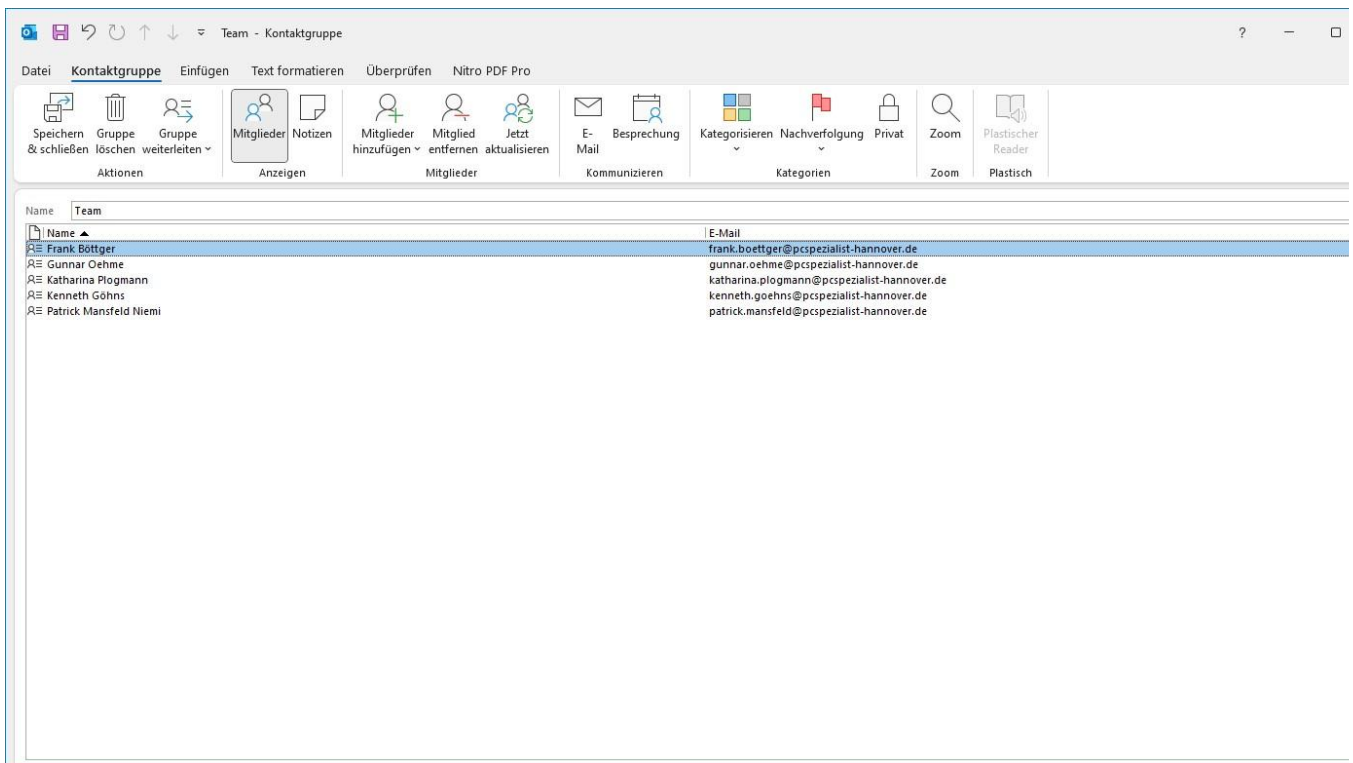 Team - Kontaktgruppe
?
Datei Kontaktgruppe Einfügen Text formatieren Überprüfen Nitro PDF Pro
Speichern & schließen
Gruppe löschen
Gruppe weiterleiten
Aktionen
Mitglieder
Notizen
Anzeigen
Mitglieder hinzufügen
Mitglied entfernen
Jetzt aktualisieren
Mitglieder
E-Mail
Besprechung
Kommunizieren
Kategorisieren
Nachverfolgung
Privat
Kategorien
Zoom
Zoom
Plastischer Reader
Plastisch
Name Team
Name E-Mail
Frank Böttger frank.boettger@pcspezialist-hannover.de
Gunnar Oehme gunnar.oehme@pcspezialist-hannover.de
Katharina Plogmann katharina.plogmann@pcspezialist-hannover.de
Kenneth Göhns kenneth.goehns@pcspezialist-hannover.de
Patrick Mansfeld Niemi patrick.mansfeld@pcspezialist-hannover.de